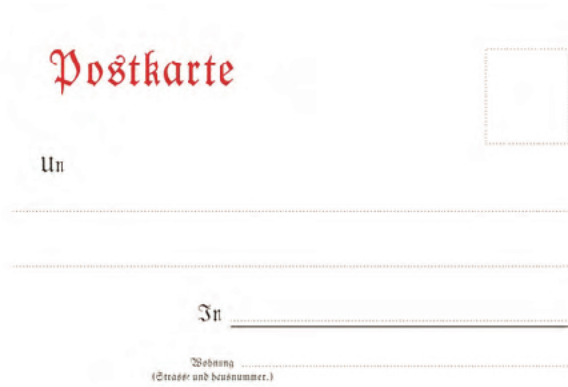 Postkarte
An
In
Wohnung
(Strasse und Hausnummer.)